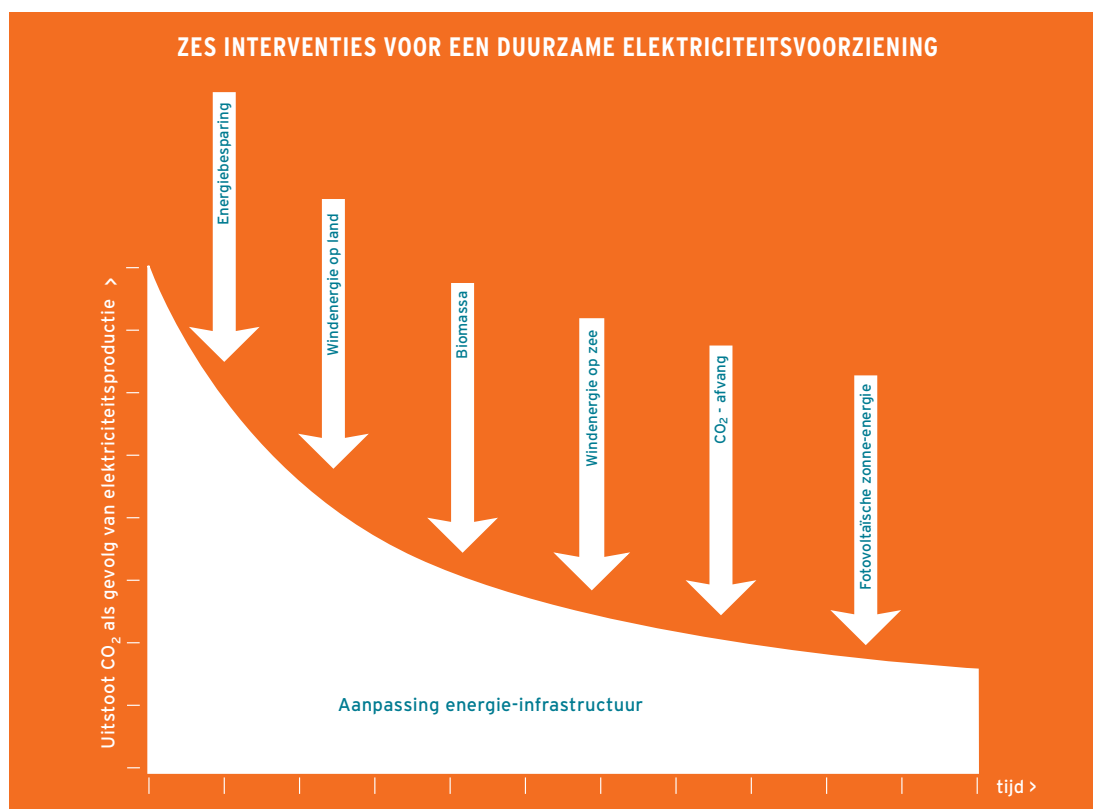 ZES INTERVENTIES VOOR EEN DUURZAME ELEKTRICITEITSVOORZIENING
Energiebesparing
Windenergie op land
Biomassa
Windenergie op zee
CO₂ - afvang
Fotovoltaïsche zonne-energie
Uitstoot CO₂ als gevolg van elektriciteitsproductie >
Aanpassing energie-infrastructuur
tijd >